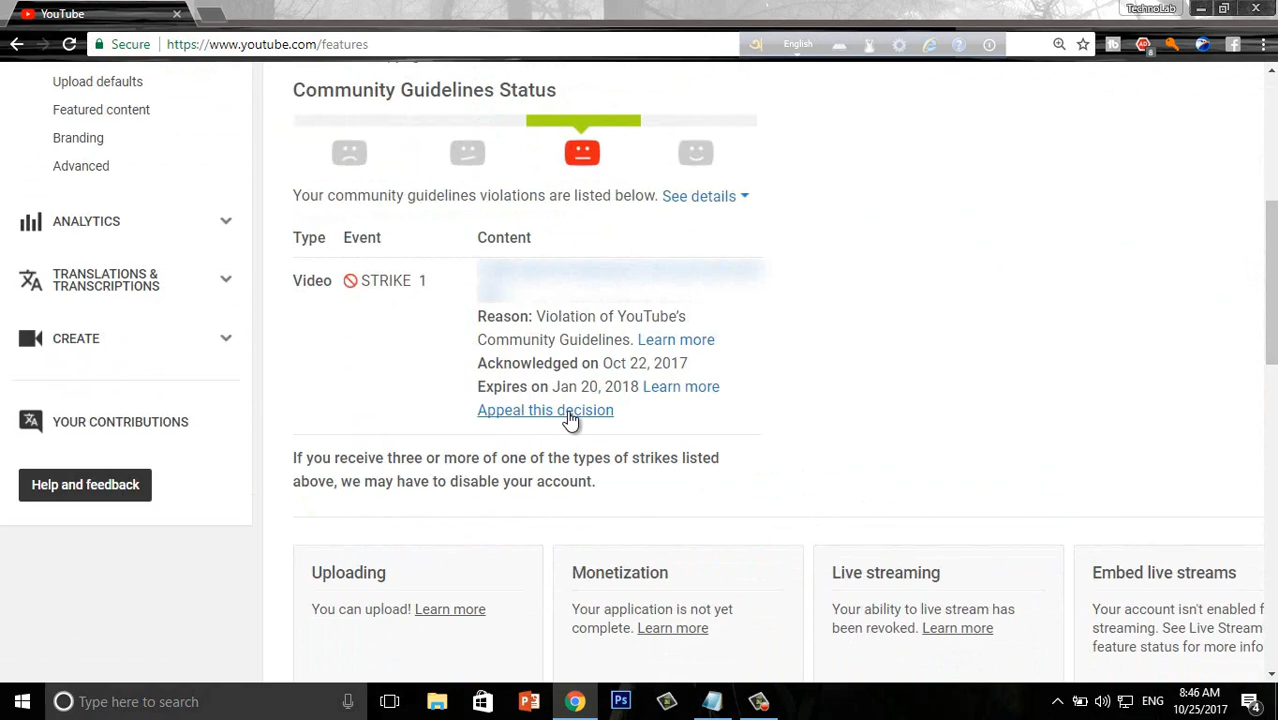 YouTube
TechnoLab
Secure
https://www.youtube.com/features
English
8
Upload defaults
Featured content
Branding
Advanced
ANALYTICS
TRANSLATIONS &
TRANSCRIPTIONS
CREATE
YOUR CONTRIBUTIONS
Help and feedback
Community Guidelines Status
Your community guidelines violations are listed below. See details
Type Event Content
Video STRIKE 1
Reason: Violation of YouTube's
Community Guidelines. Learn more
Acknowledged on Oct 22, 2017
Expires on Jan 20, 2018 Learn more
Appeal this decision
If you receive three or more of one of the types of strikes listed
above, we may have to disable your account.
Uploading
You can upload! Learn more
Monetization
Your application is not yet
complete. Learn more
Live streaming
Your ability to live stream has
been revoked. Learn more
Embed live streams
Your account isn't enabled f
streaming. See Live Stream
feature status for more info
Type here to search
ENG
8:46 AM
10/25/2017
4